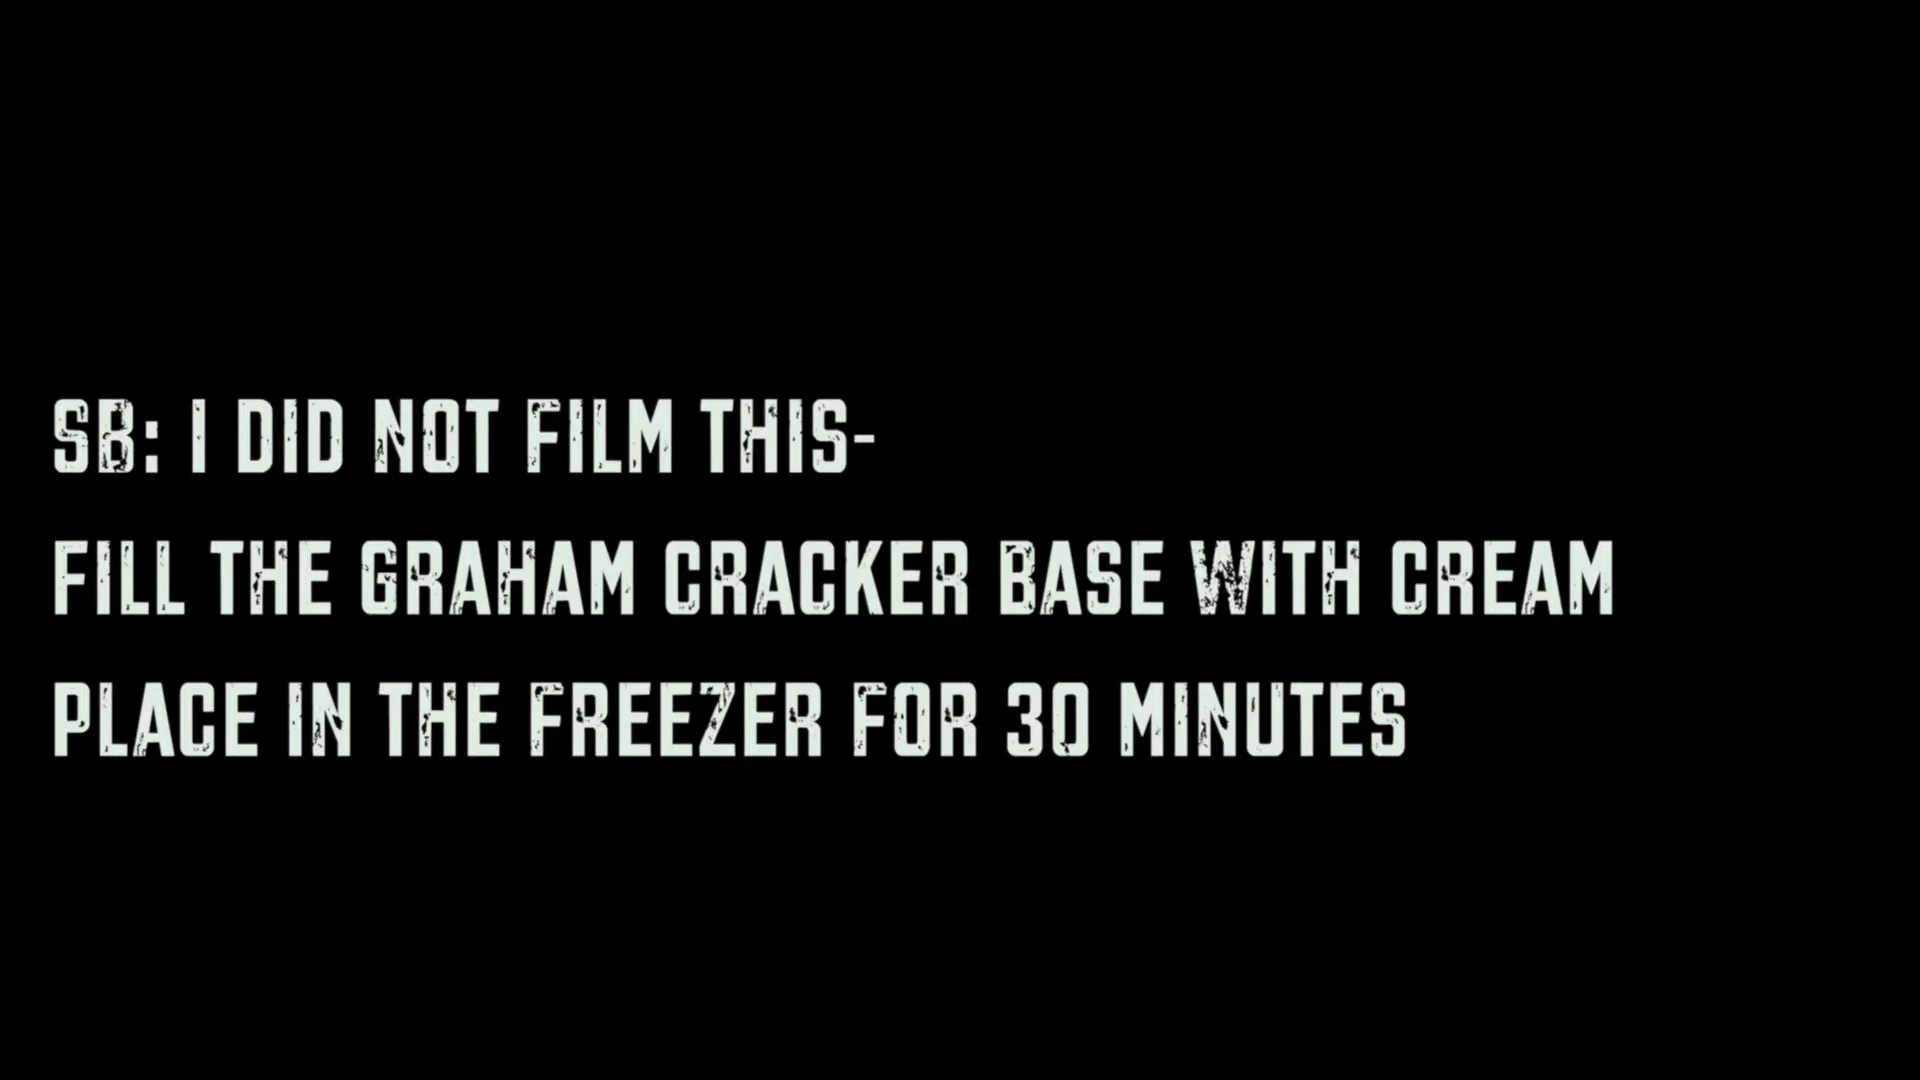 SB: I DID NOT FILM THIS-
FILL THE GRAHAM CRACKER BASE WITH CREAM
PLACE IN THE FREEZER FOR 30 MINUTES